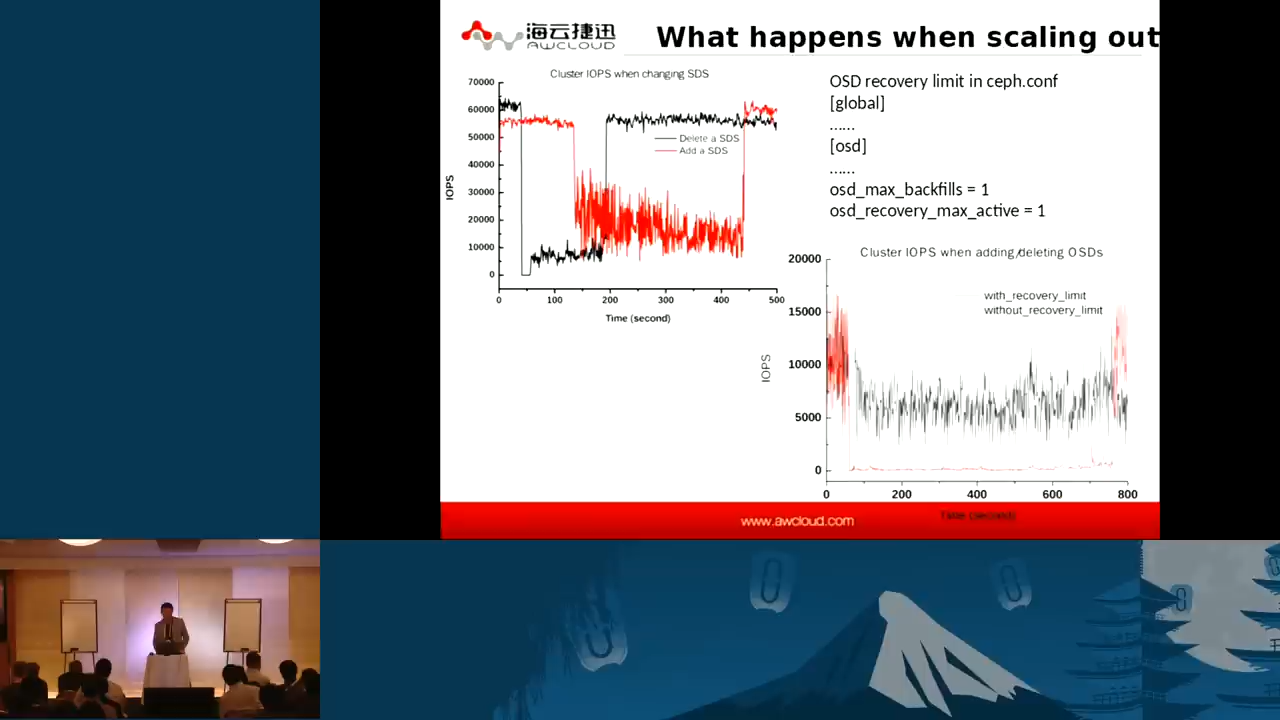 海云捷迅
AWCLOUD
What happens when scaling out
Cluster IOPS when changing SDS
70000
60000
50000
40000
30000
20000
10000
0
IOPS
Delete a SDS
Add a SDS
0 100 200 300 400 500
Time (second)
OSD recovery limit in ceph.conf
[global]
......
[osd]
......
osd_max_backfills = 1
osd_recovery_max_active = 1
Cluster IOPS when adding/deleting OSDs
20000
15000
10000
5000
0
IOPS
with_recovery_limit
without_recovery_limit
0 200 400 600 800
Time (second)
www.awcloud.com